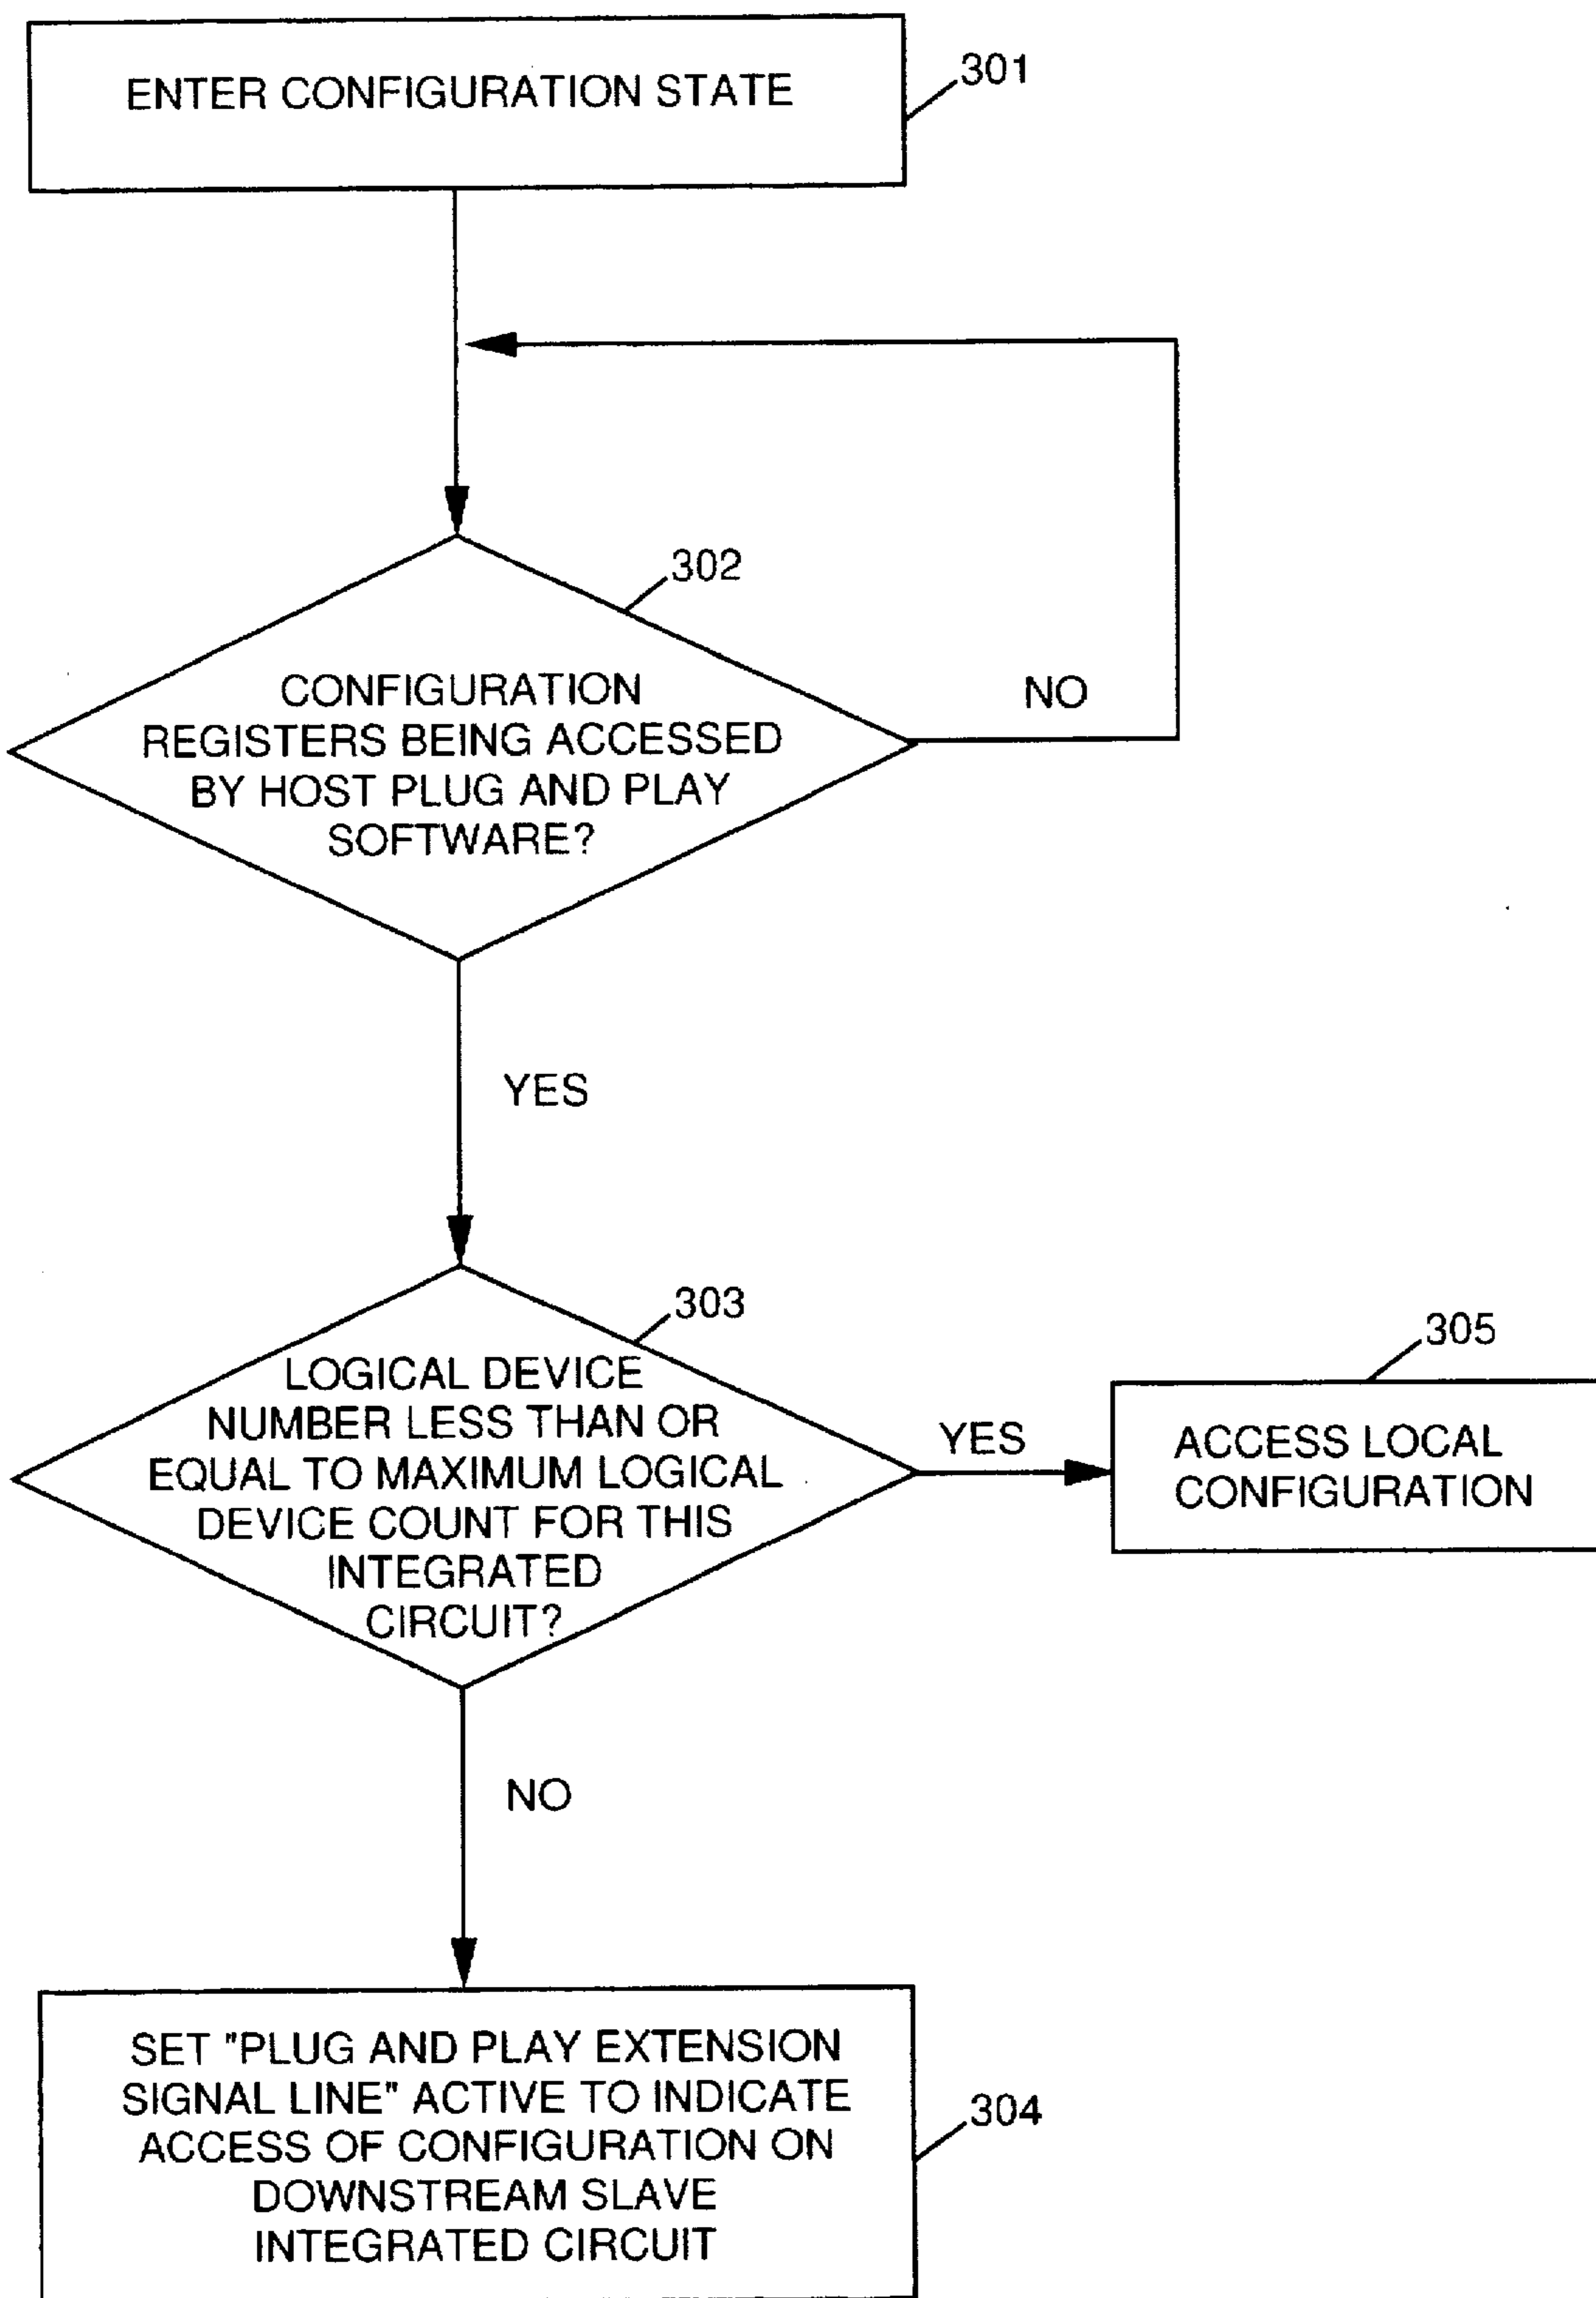 ENTER CONFIGURATION STATE
301
302
CONFIGURATION
REGISTERS BEING ACCESSED
BY HOST PLUG AND PLAY
SOFTWARE?
NO
YES
303
LOGICAL DEVICE
NUMBER LESS THAN OR
EQUAL TO MAXIMUM LOGICAL
DEVICE COUNT FOR THIS
INTEGRATED
CIRCUIT?
YES
305
ACCESS LOCAL
CONFIGURATION
NO
SET "PLUG AND PLAY EXTENSION
SIGNAL LINE" ACTIVE TO INDICATE
ACCESS OF CONFIGURATION ON
DOWNSTREAM SLAVE
INTEGRATED CIRCUIT
304